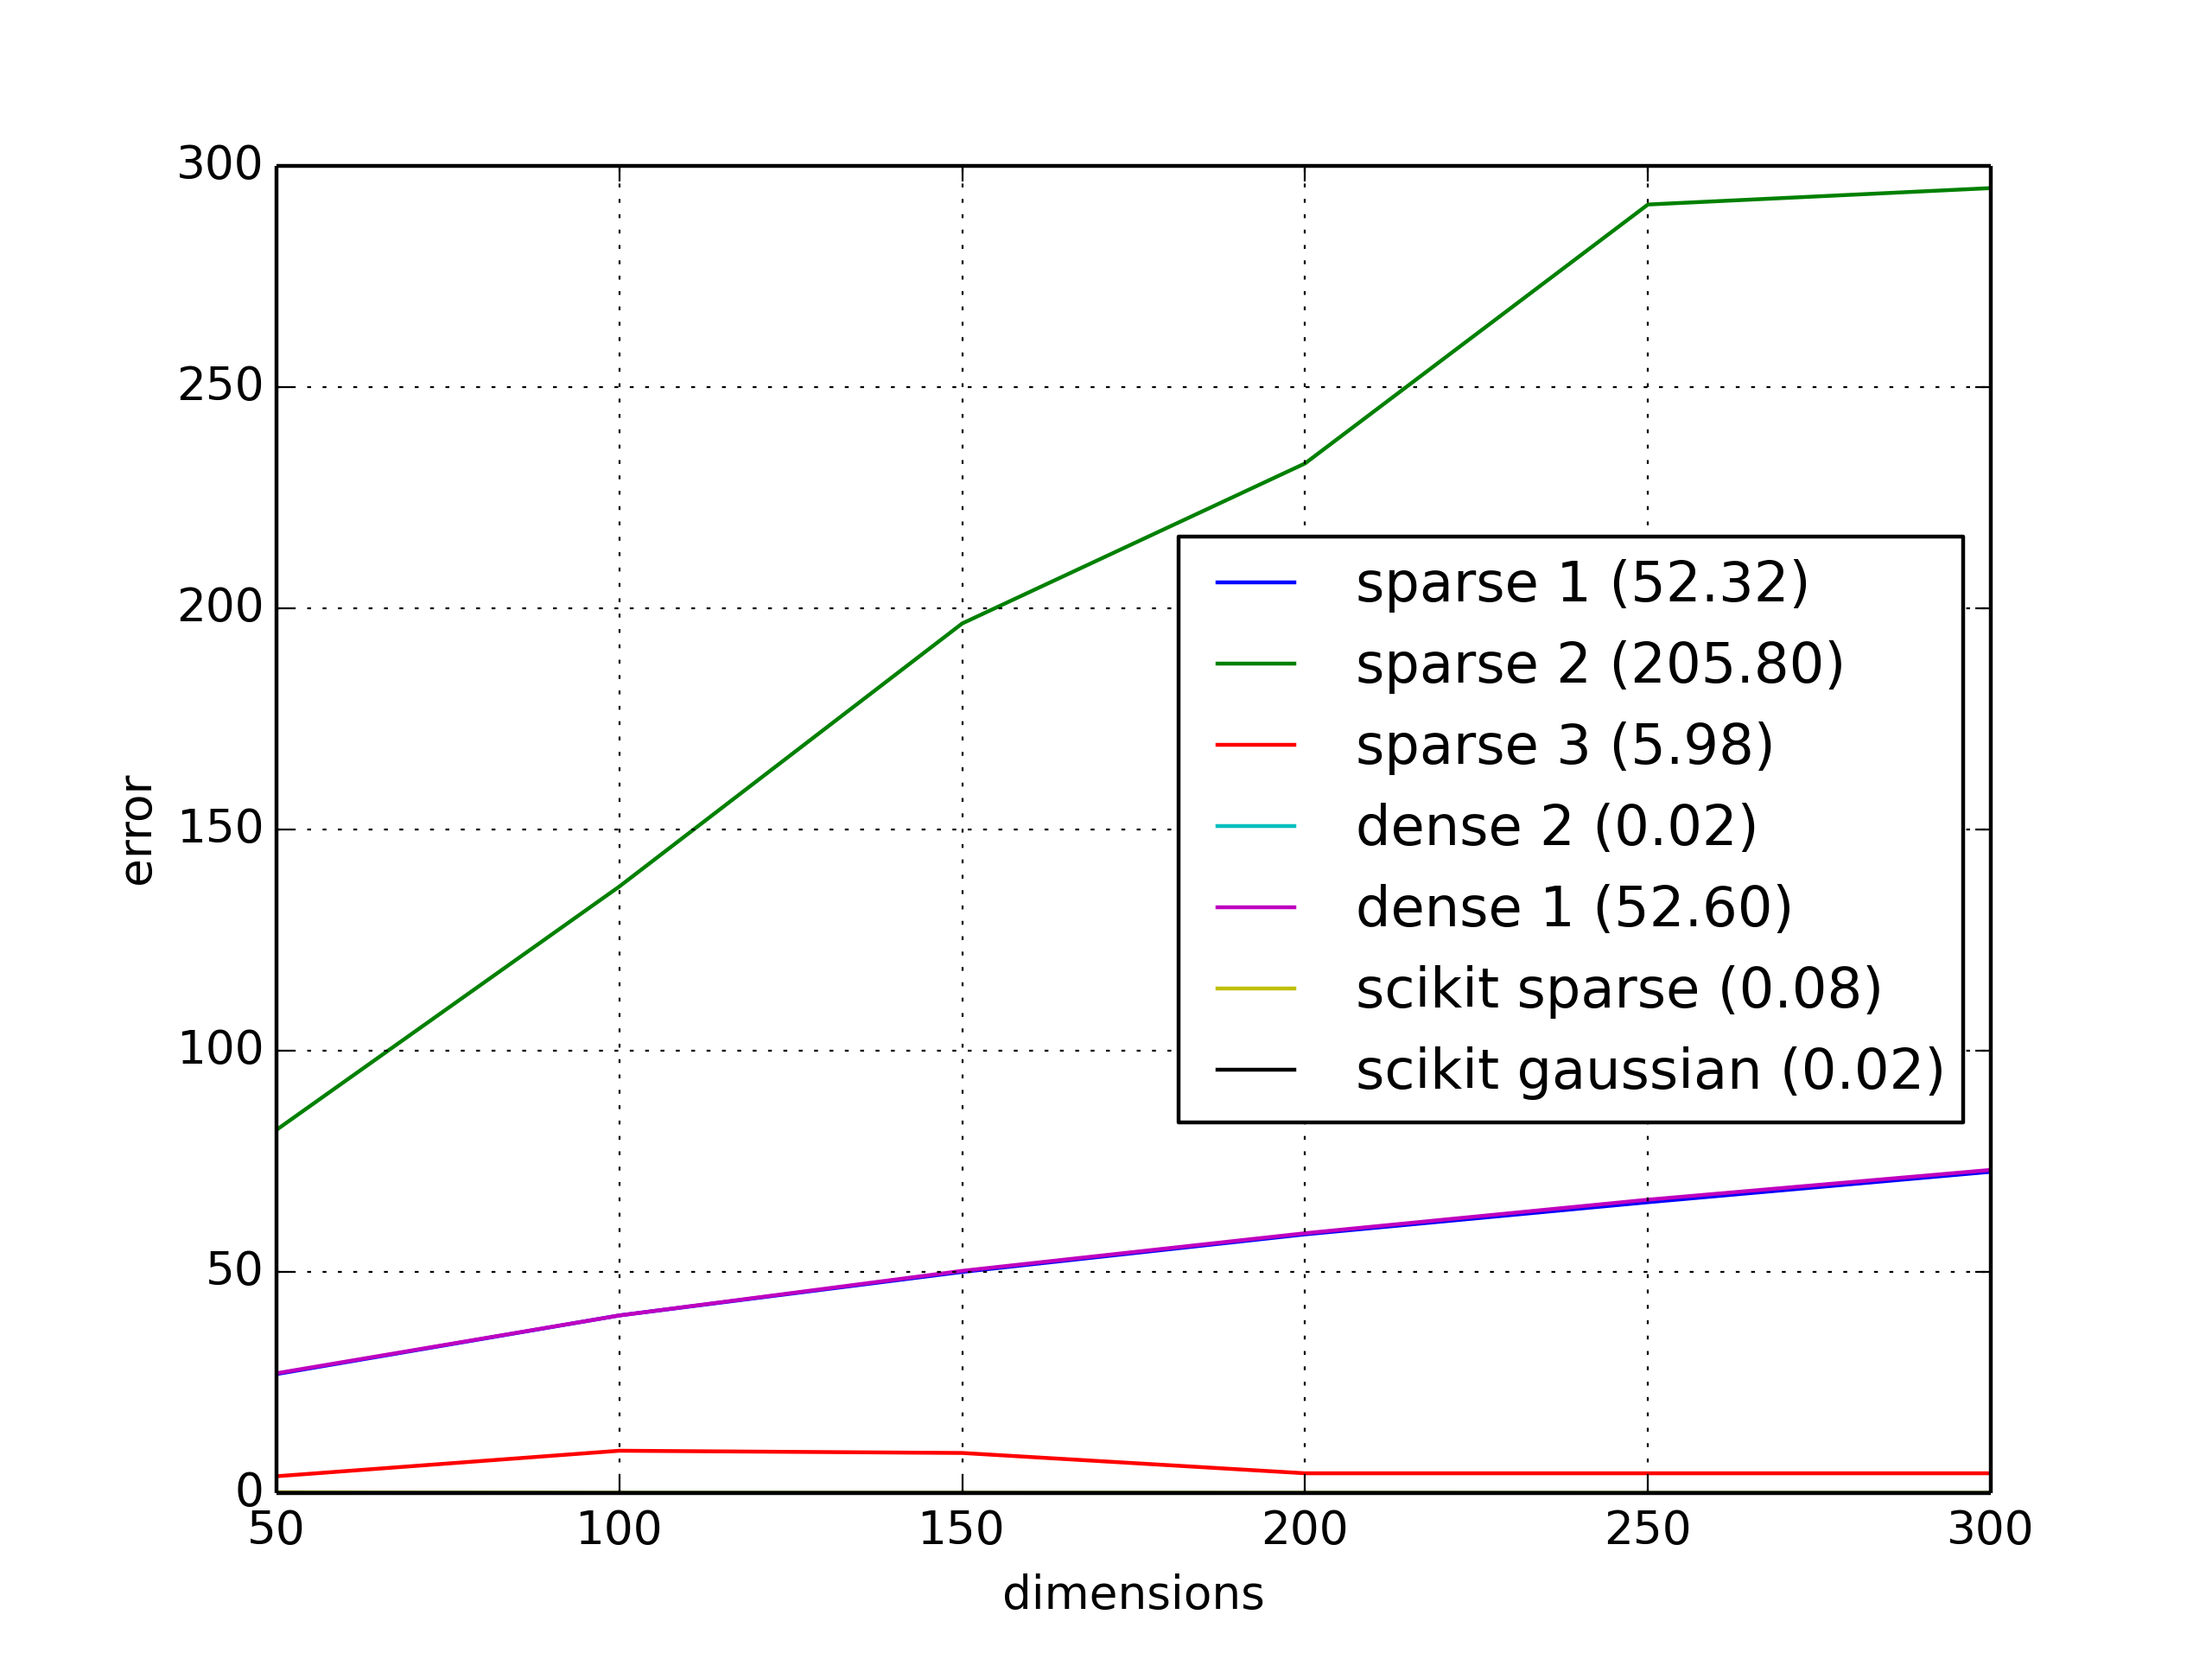 300
250
200
150
100
50
0
error
sparse 1 (52.32)
sparse 2 (205.80)
sparse 3 (5.98)
dense 2 (0.02)
dense 1 (52.60)
scikit sparse (0.08)
scikit gaussian (0.02)
50 100 150 200 250 300
dimensions